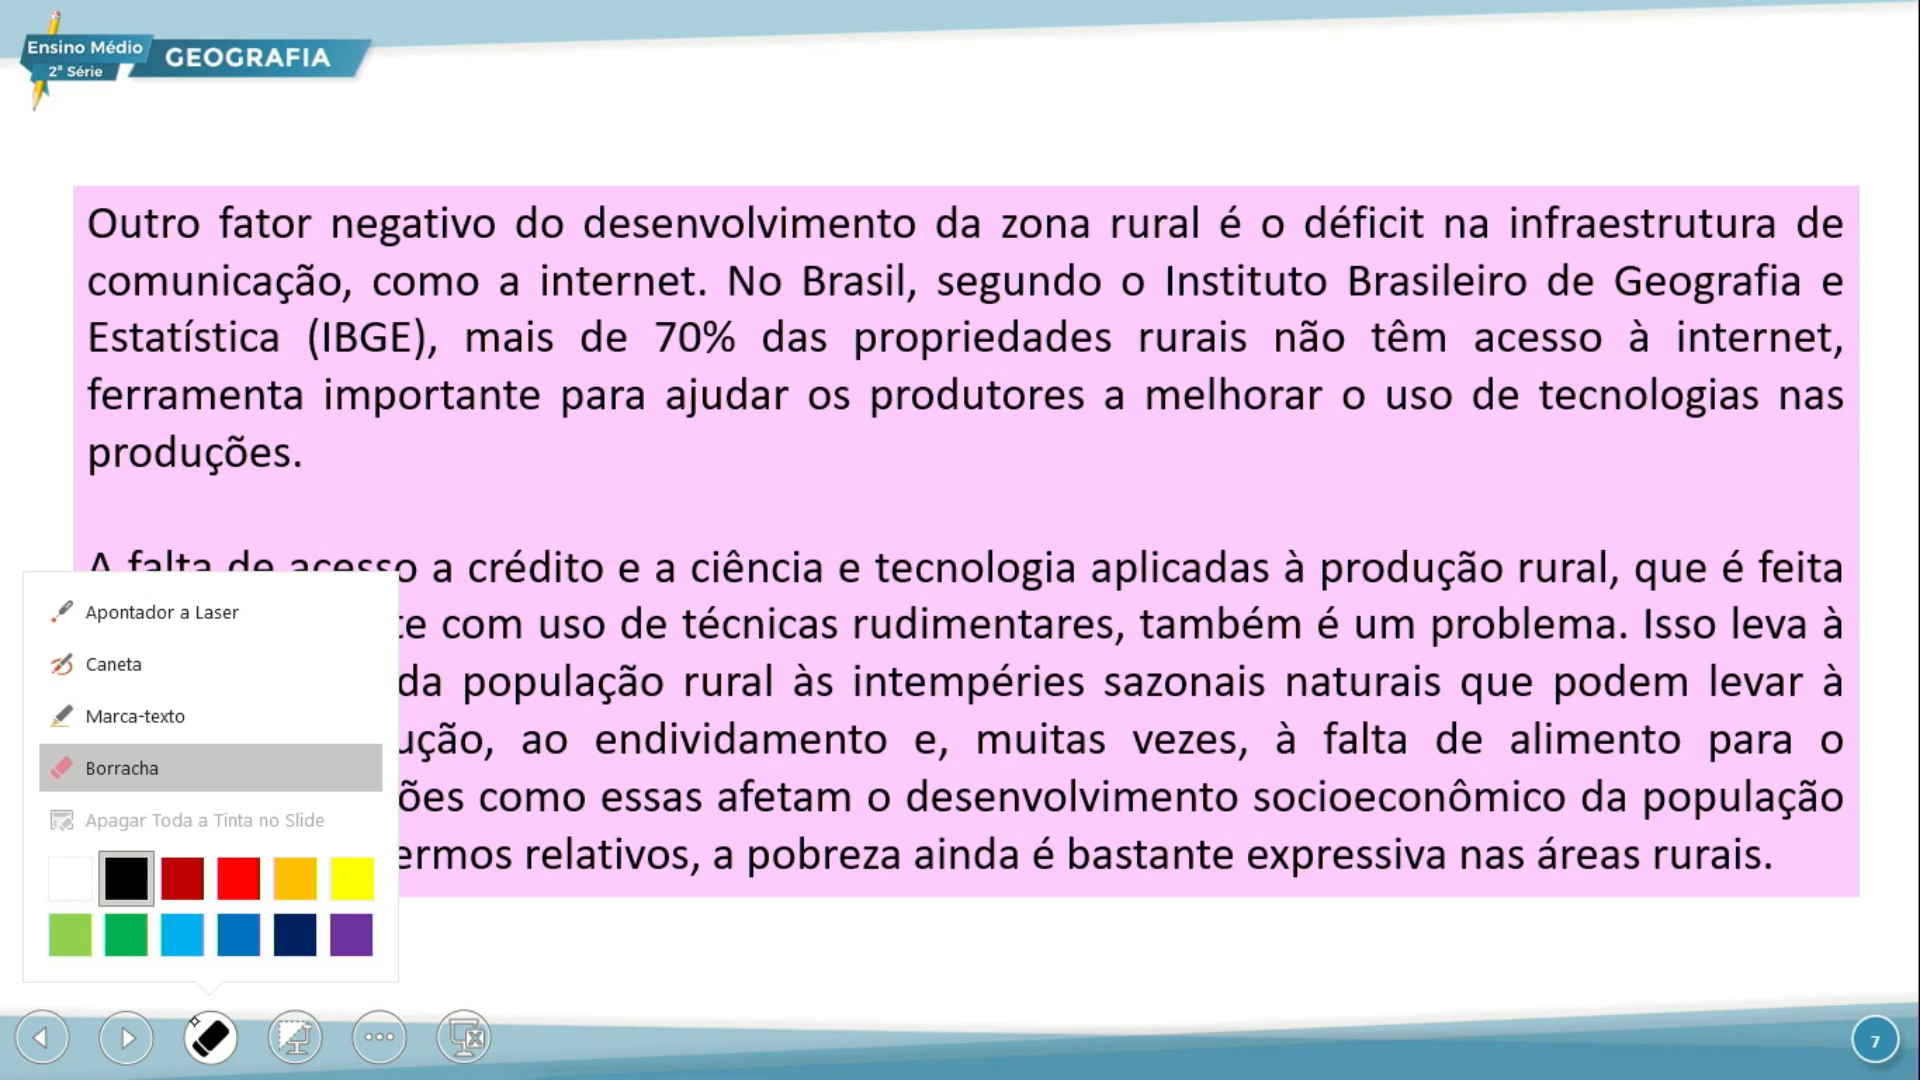 Ensino Médio
2ª Série
GEOGRAFIA
Outro fator negativo do desenvolvimento da zona rural é o déficit na infraestrutura de
comunicação, como a internet. No Brasil, segundo o Instituto Brasileiro de Geografia e
Estatística (IBGE), mais de 70% das propriedades rurais não têm acesso à internet,
ferramenta importante para ajudar os produtores a melhorar o uso de tecnologias nas
produções.
A falta de acesso a crédito e a ciência e tecnologia aplicadas à produção rural, que é feita
com uso de técnicas rudimentares, também é um problema. Isso leva à
da população rural às intempéries sazonais naturais que podem levar à
ução, ao endividamento e, muitas vezes, à falta de alimento para o
ões como essas afetam o desenvolvimento socioeconômico da população
ermos relativos, a pobreza ainda é bastante expressiva nas áreas rurais.
Apontador a Laser
Caneta
Marca-texto
Borracha
Apagar Toda a Tinta no Slide
7